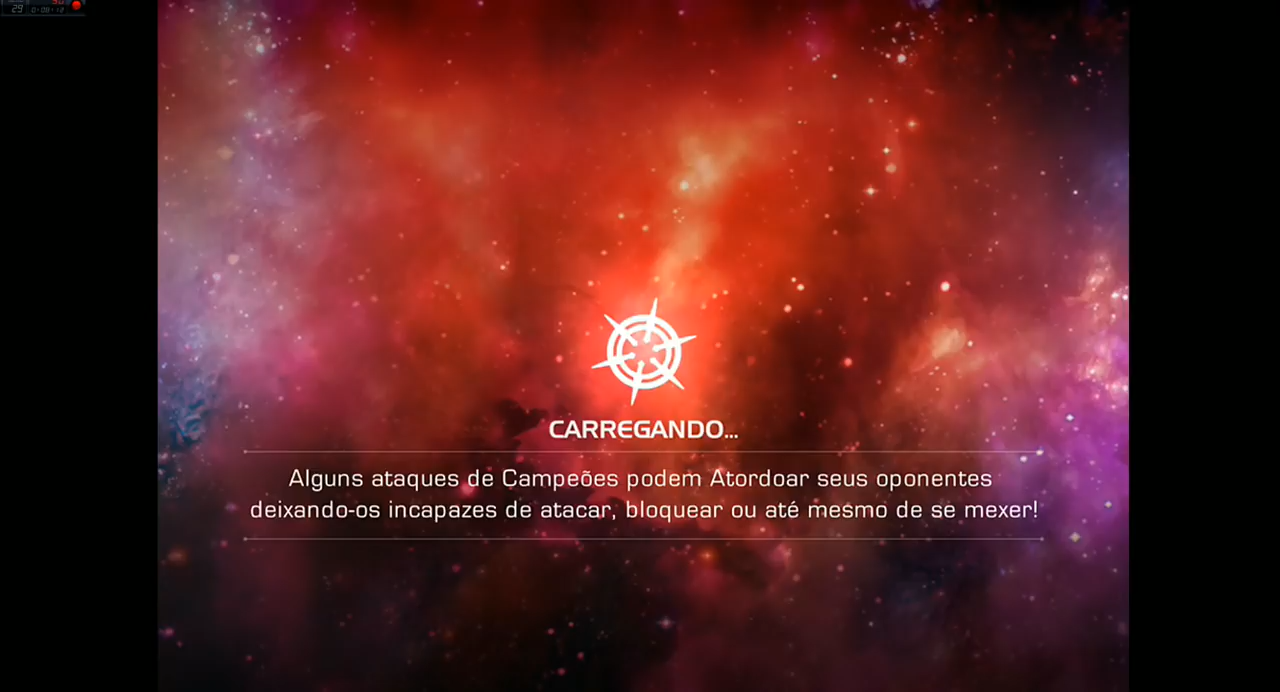 29
CARREGANDO...
Alguns ataques de Campeões podem Atordoar seus oponentes
deixando-os incapazes de atacar, bloquear ou até mesmo de se mexer!